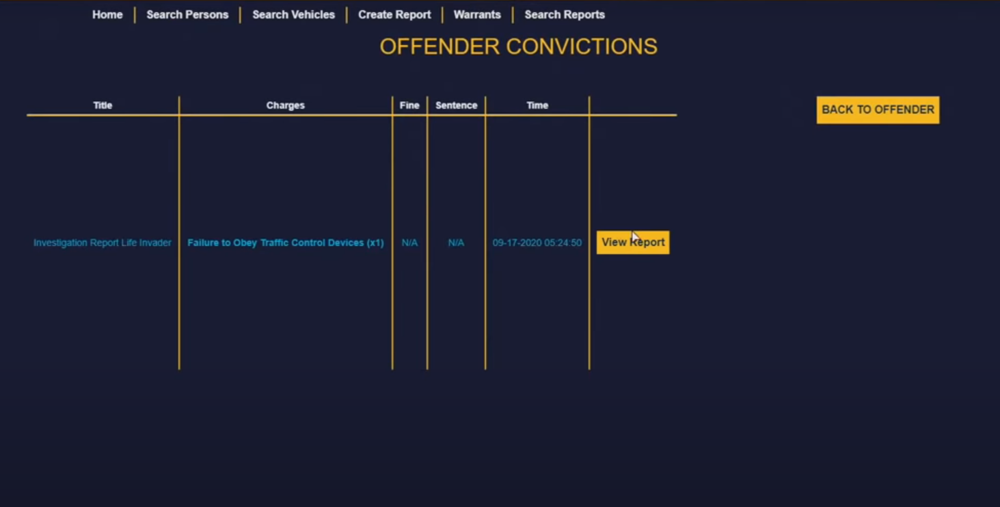 Home | Search Persons | Search Vehicles | Create Report | Warrants | Search Reports
OFFENDER CONVICTIONS
Title Charges Fine Sentence Time
BACK TO OFFENDER
Investigation Report Life Invader Failure to Obey Traffic Control Devices (x1) N/A N/A 09-17-2020 05:24:50 View Report